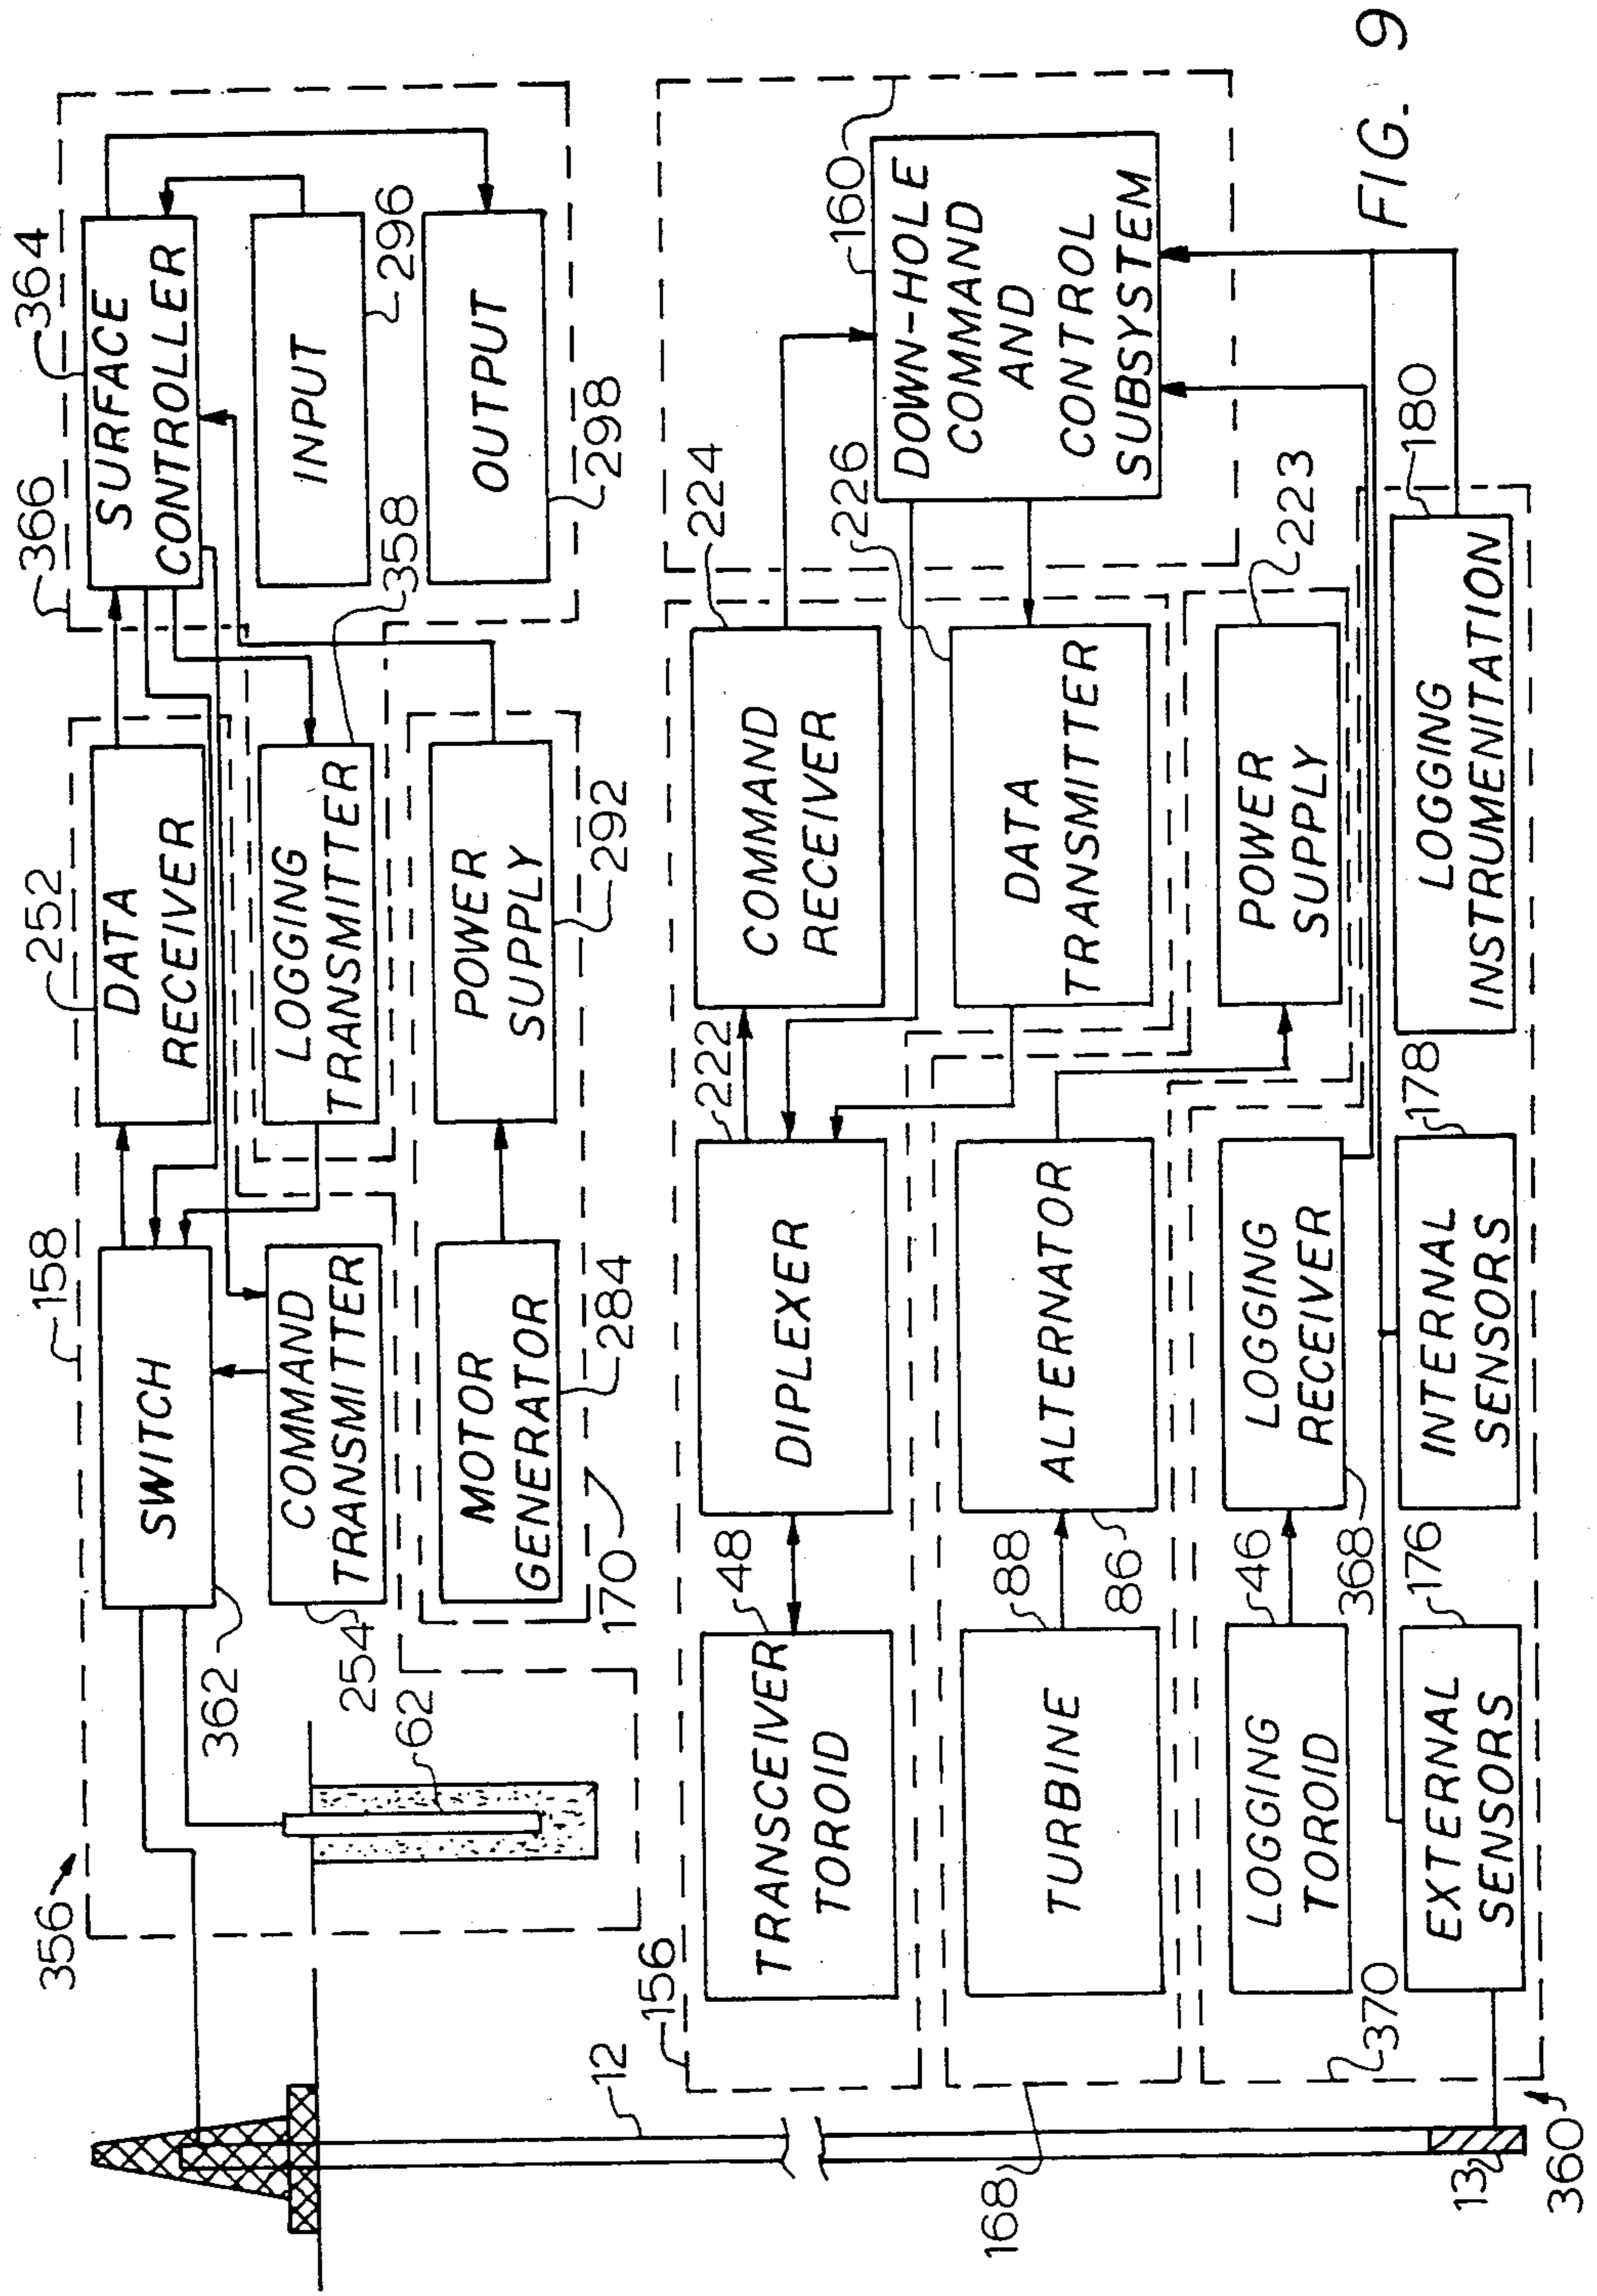 356
158
252
366
364
SWITCH
DATA
RECEIVER
SURFACE
CONTROLLER
362
COMMAND
TRANSMITTER
254
LOGGING
TRANSMITTER
358
INPUT
296
62
MOTOR
GENERATOR
284
170
POWER
SUPPLY
292
OUTPUT
298
12
156
TRANSCEIVER
TOROID
48
DIPLEXER
222
COMMAND
RECEIVER
224
226
DATA
TRANSMITTER
160
DOWN-HOLE
COMMAND
AND
CONTROL
SUBSYSTEM
168
TURBINE
88
ALTERNATOR
86
POWER
SUPPLY
223
LOGGING
TOROID
46
LOGGING
RECEIVER
368
370
EXTERNAL
SENSORS
176
INTERNAL
SENSORS
178
LOGGING
INSTRUMENITATION
180
13
360
FIG. 9